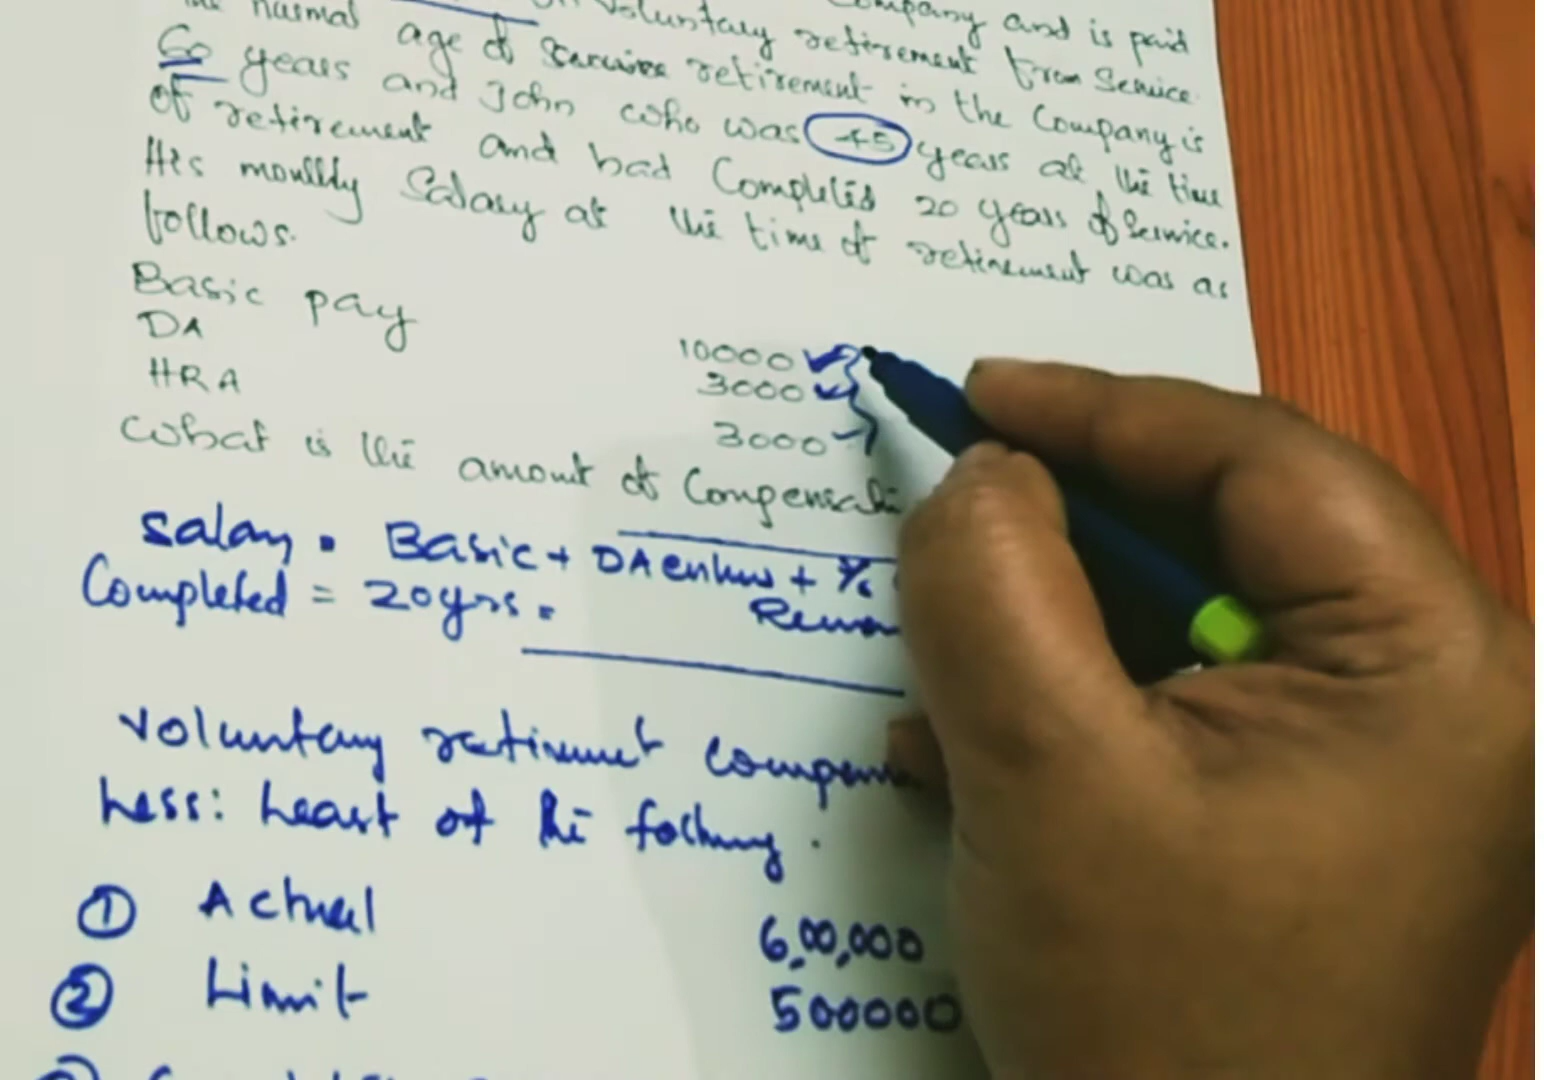 normal age of service retirement in the Company is
Company and is paid
voluntary retirement from Service.
60 years and John who was 45 years at the time
of retirement and had Completed 20 years of Service.
His monthly Salary at the time of retirement was as
follows.
Basic pay 10000
DA 3000
HRA 3000
What is the amount of
Salary = Basic + DA + %
Completed = 20yrs.
Voluntary retirement
Less: Least of the following.
① Actual 6,00,000
② Limit 500000